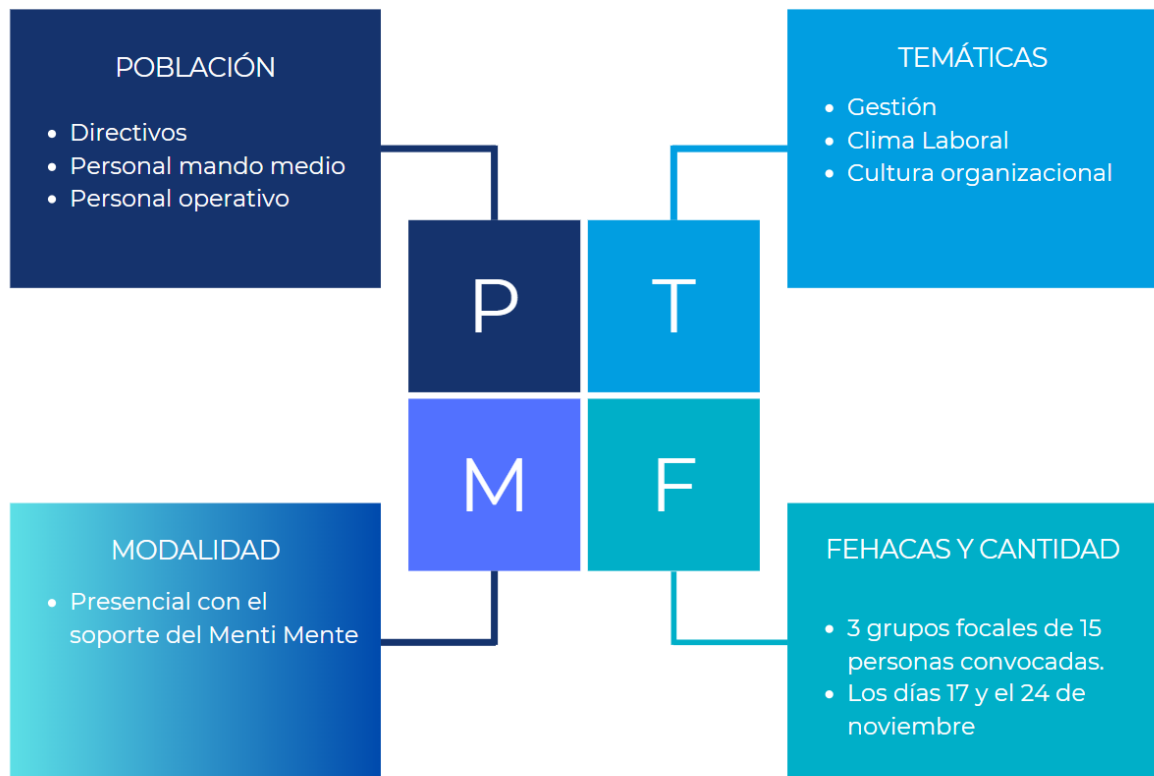 POBLACIÓN
• Directivos
• Personal mando medio
• Personal operativo
TEMÁTICAS
• Gestión
• Clima Laboral
• Cultura organizacional
P
T
M
F
MODALIDAD
• Presencial con el
soporte del Menti Mente
FEHACAS Y CANTIDAD
• 3 grupos focales de 15
personas convocadas.
• Los días 17 y el 24 de
noviembre